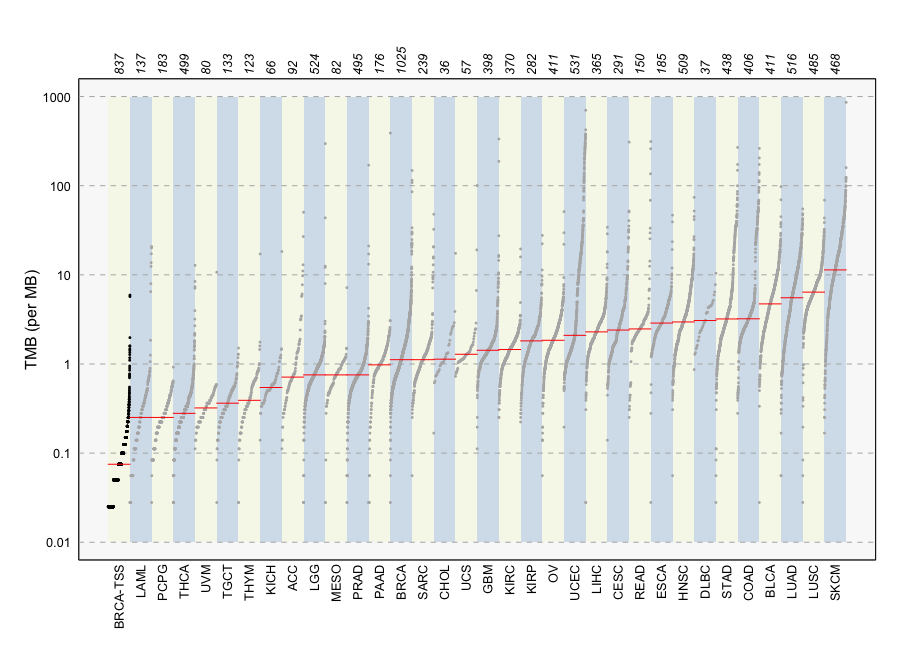 837 137 183 499 80 133 123 66 92 524 82 495 176 1025 239 36 57 398 370 282 411 531 365 291 150 185 509 37 438 406 411 516 485 468
1000
100
10
1
0.1
0.01
TMB (per MB)
BRCA-TSS LAML PCPG THCA UVM TGCT THYM KICH ACC LGG MESO PRAD PAAD BRCA SARC CHOL UCS GBM KIRC KIRP OV UCEC LIHC CESC READ ESCA HNSC DLBC STAD COAD BLCA LUAD LUSC SKCM